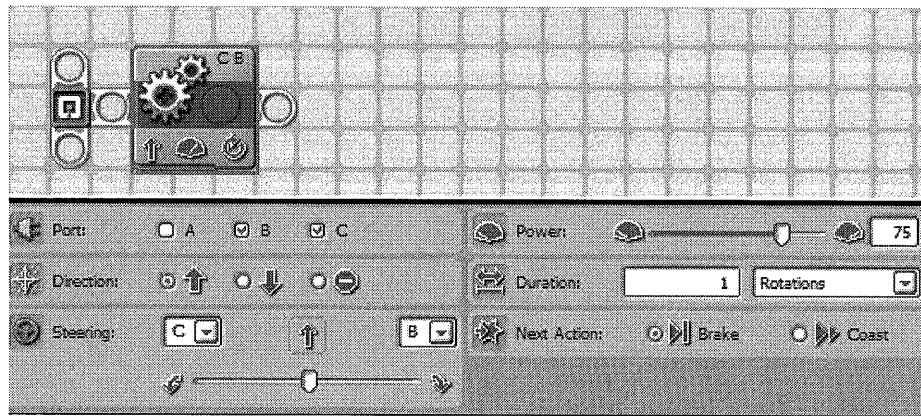 C B
Port: A B C
Power: 75
Direction:
Duration: 1 Rotations
Steering: C B
Next Action: Brake Coast